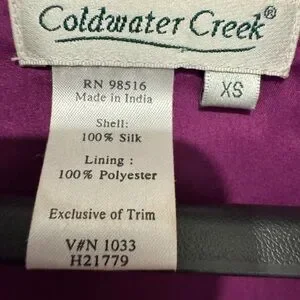 Coldwater Creek®
XS
RN 98516
Made in India
Shell:
100% Silk
Lining :
100% Polyester
Exclusive of Trim
V#N 1033
H21779